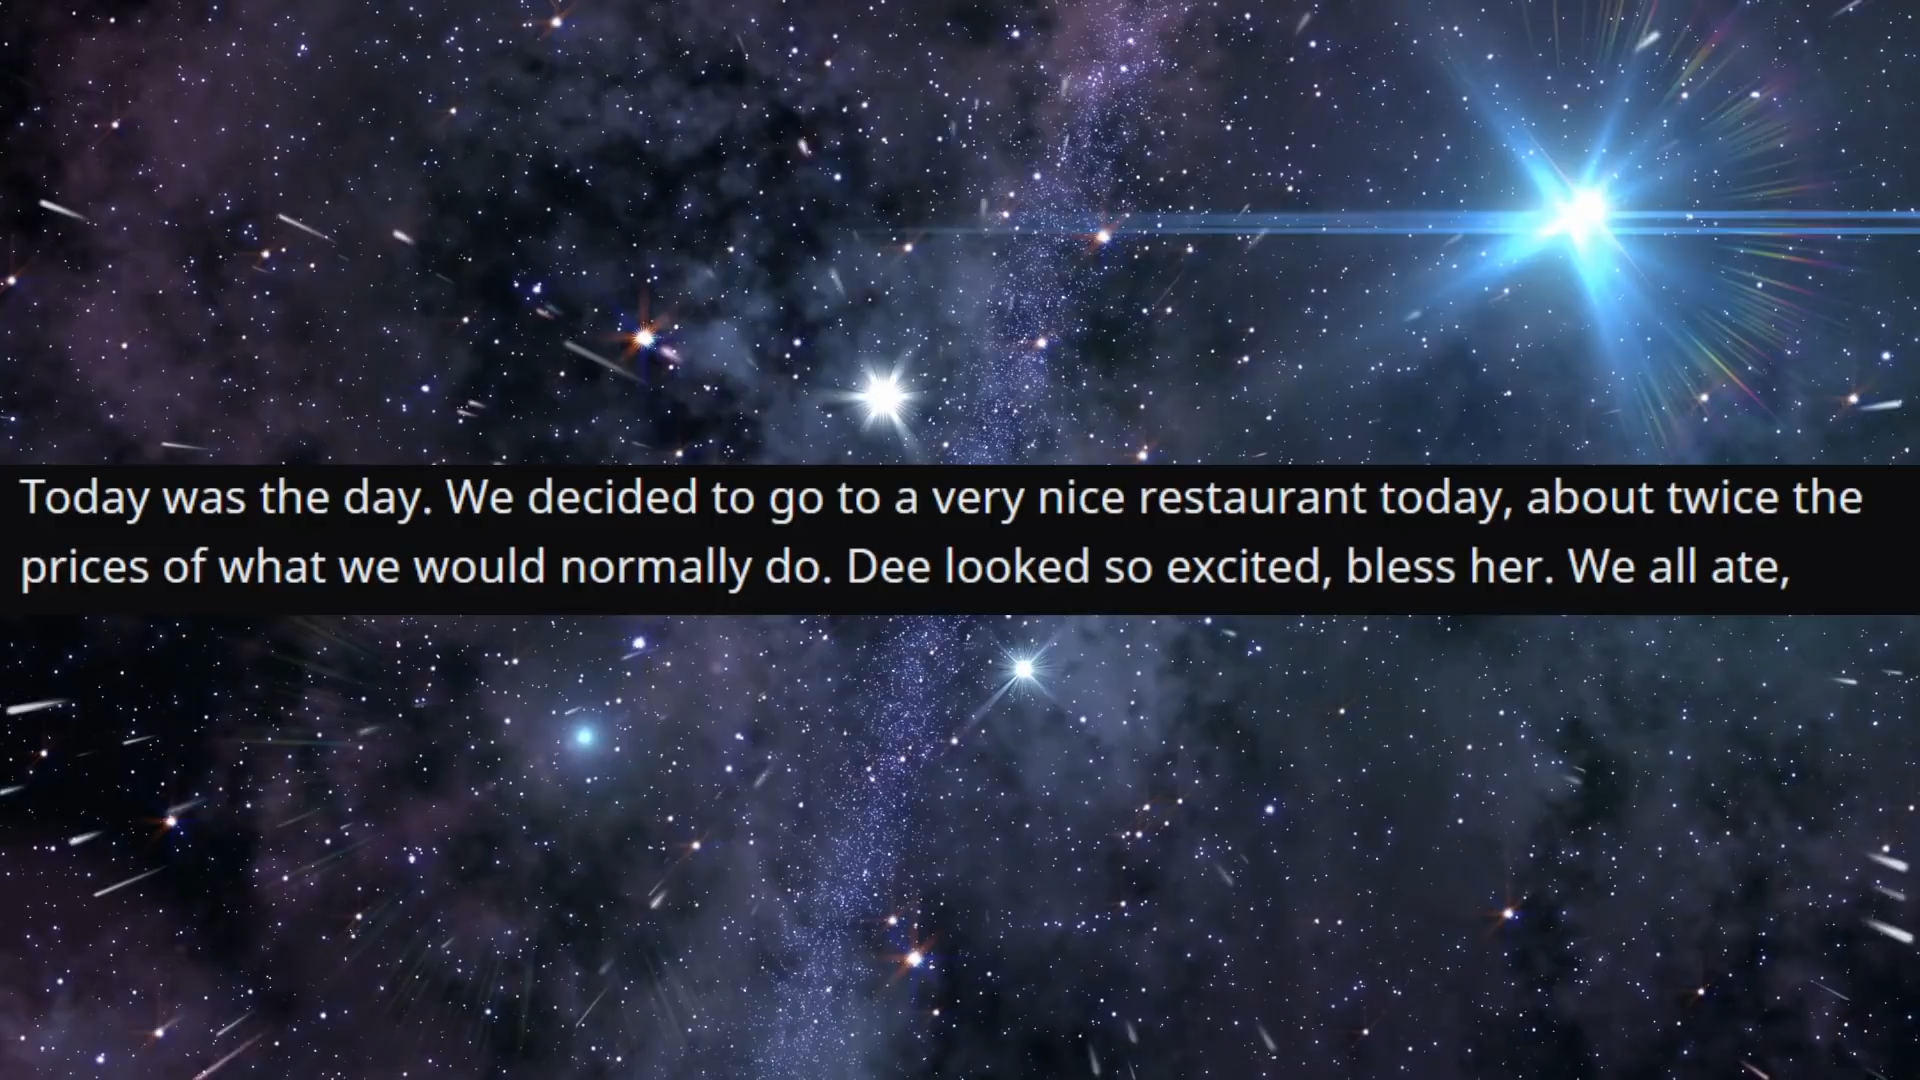 Today was the day. We decided to go to a very nice restaurant today, about twice the
prices of what we would normally do. Dee looked so excited, bless her. We all ate,